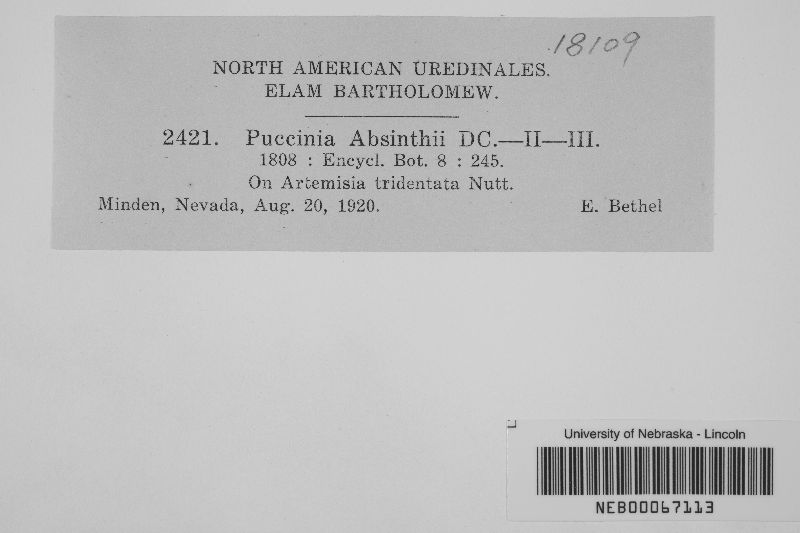 18109
NORTH AMERICAN UREDINALES.
ELAM BARTHOLOMEW.
2421. Puccinia Absinthii DC.—II—III.
1808 : Encycl. Bot. 8 : 245.
On Artemisia tridentata Nutt.
Minden, Nevada, Aug. 20, 1920. E. Bethel
University of Nebraska - Lincoln
NEB00067113